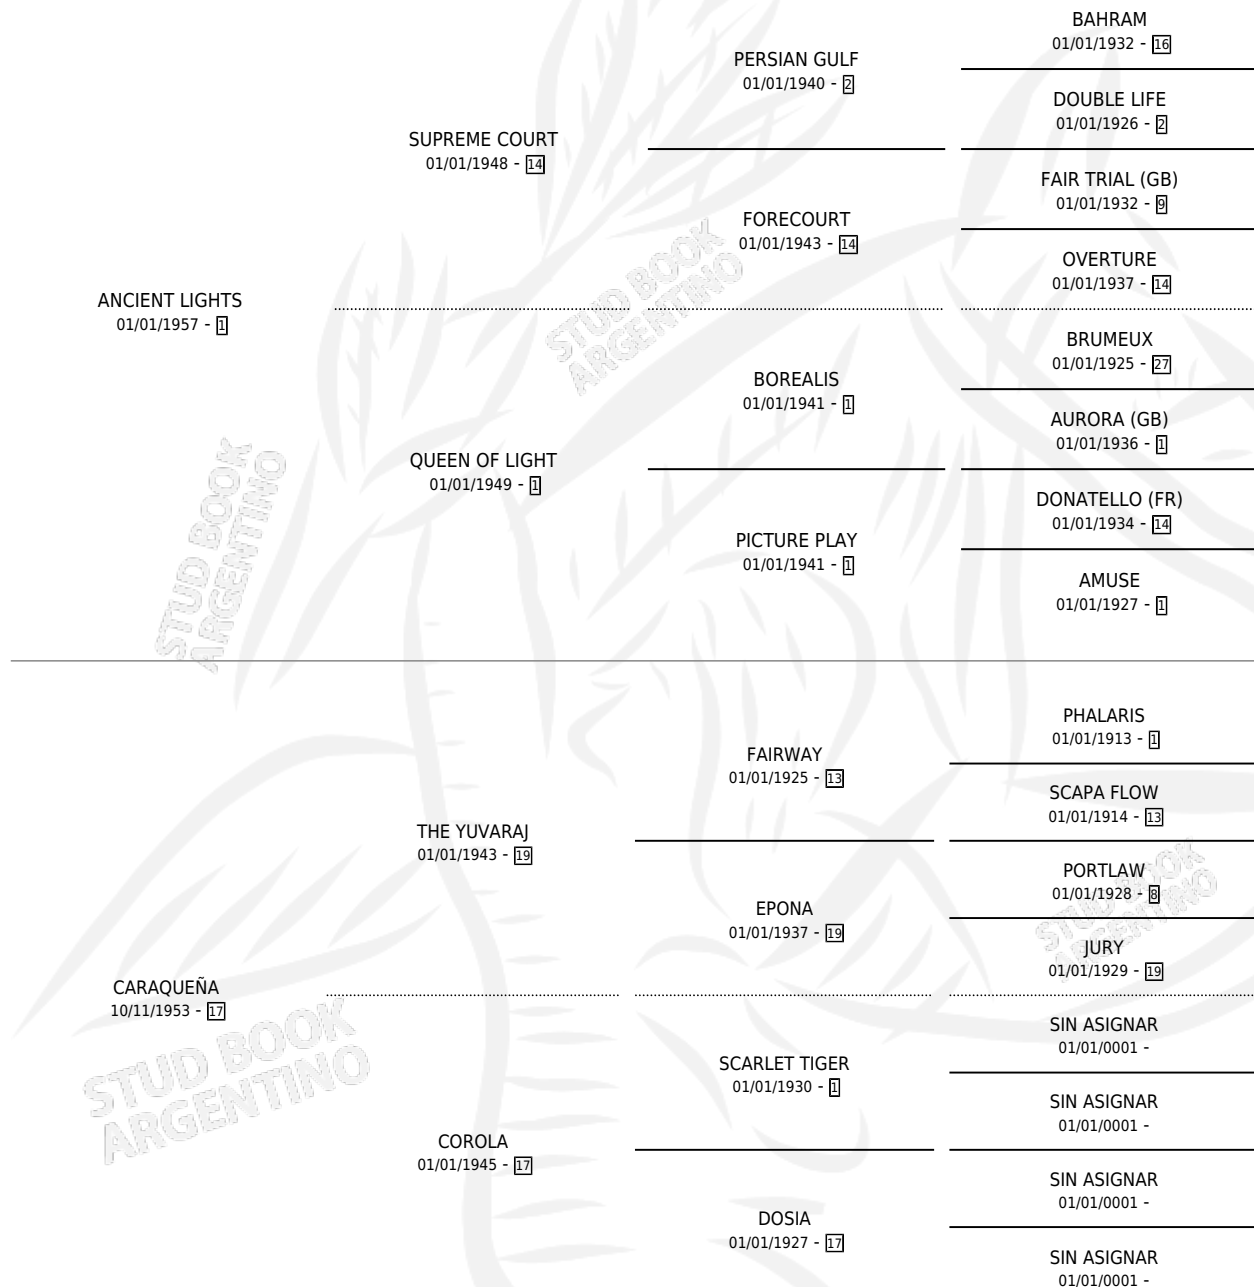 BAHRAM
01/01/1932 - 16
PERSIAN GULF
01/01/1940 - 2
DOUBLE LIFE
01/01/1926 - 2
SUPREME COURT
01/01/1948 - 14
FAIR TRIAL (GB)
01/01/1932 - 9
FORECOURT
01/01/1943 - 14
OVERTURE
01/01/1937 - 14
ANCIENT LIGHTS
01/01/1957 - 1
BRUMEUX
01/01/1925 - 27
BOREALIS
01/01/1941 - 1
AURORA (GB)
01/01/1936 - 1
QUEEN OF LIGHT
01/01/1949 - 1
DONATELLO (FR)
01/01/1934 - 14
PICTURE PLAY
01/01/1941 - 1
AMUSE
01/01/1927 - 1
PHALARIS
01/01/1913 - 1
FAIRWAY
01/01/1925 - 13
SCAPA FLOW
01/01/1914 - 13
THE YUVARAJ
01/01/1943 - 19
PORTLAW
01/01/1928 - 8
EPONA
01/01/1937 - 19
JURY
01/01/1929 - 19
CARAQUEÑA
10/11/1953 - 17
SIN ASIGNAR
01/01/0001 -
SCARLET TIGER
01/01/1930 - 1
SIN ASIGNAR
01/01/0001 -
COROLA
01/01/1945 - 17
SIN ASIGNAR
01/01/0001 -
DOSIA
01/01/1927 - 17
SIN ASIGNAR
01/01/0001 -
STUD BOOK
ARGENTINO
STUD BOOK
ARGENTINO
STUD BOOK
ARGENTINO
STUD BOOK
ARGENTINO